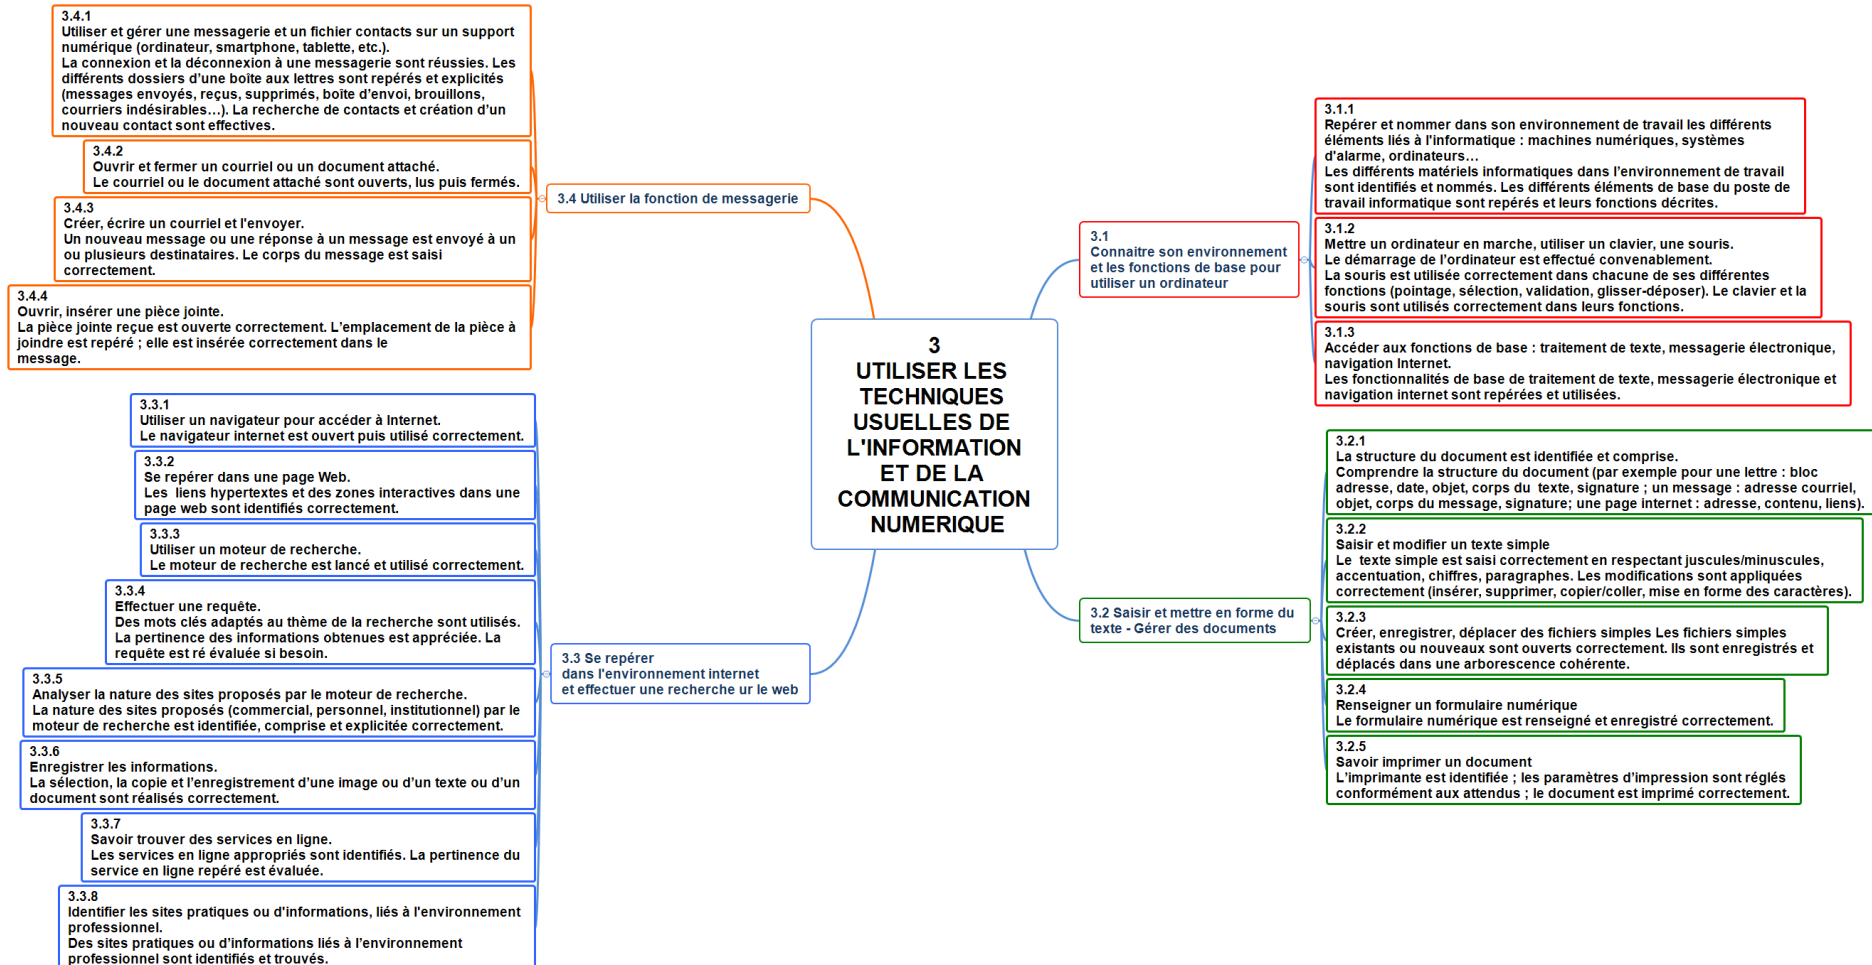 3
UTILISER LES
TECHNIQUES
USUELLES DE
L'INFORMATION
ET DE LA
COMMUNICATION
NUMERIQUE
3.1
Connaitre son environnement
et les fonctions de base pour
utiliser un ordinateur
3.1.1
Repérer et nommer dans son environnement de travail les différents
éléments liés à l'informatique : machines numériques, systèmes
d'alarme, ordinateurs…
Les différents matériels informatiques dans l’environnement de travail
sont identifiés et nommés. Les différents éléments de base du poste de
travail informatique sont repérés et leurs fonctions décrites.
3.1.2
Mettre un ordinateur en marche, utiliser un clavier, une souris.
Le démarrage de l’ordinateur est effectué convenablement.
La souris est utilisée correctement dans chacune de ses différentes
fonctions (pointage, sélection, validation, glisser-déposer). Le clavier et la
souris sont utilisés correctement dans leurs fonctions.
3.1.3
Accéder aux fonctions de base : traitement de texte, messagerie électronique,
navigation Internet.
Les fonctionnalités de base de traitement de texte, messagerie électronique et
navigation internet sont repérées et utilisées.
3.2 Saisir et mettre en forme du
texte - Gérer des documents
3.2.1
La structure du document est identifiée et comprise.
Comprendre la structure du document (par exemple pour une lettre : bloc
adresse, date, objet, corps du  texte, signature ; un message : adresse courriel,
objet, corps du message, signature; une page internet : adresse, contenu, liens).
3.2.2
Saisir et modifier un texte simple
Le  texte simple est saisi correctement en respectant juscules/minuscules,
accentuation, chiffres, paragraphes. Les modifications sont appliquées
correctement (insérer, supprimer, copier/coller, mise en forme des caractères).
3.2.3
Créer, enregistrer, déplacer des fichiers simples Les fichiers simples
existants ou nouveaux sont ouverts correctement. Ils sont enregistrés et
déplacés dans une arborescence cohérente.
3.2.4
Renseigner un formulaire numérique
Le formulaire numérique est renseigné et enregistré correctement.
3.2.5
Savoir imprimer un document
L’imprimante est identifiée ; les paramètres d’impression sont réglés
conformément aux attendus ; le document est imprimé correctement.
3.3 Se repérer
dans l'environnement internet
et effectuer une recherche ur le web
3.3.1
Utiliser un navigateur pour accéder à Internet.
Le navigateur internet est ouvert puis utilisé correctement.
3.3.2
Se repérer dans une page Web.
Les  liens hypertextes et des zones interactives dans une
page web sont identifiés correctement.
3.3.3
Utiliser un moteur de recherche.
Le moteur de recherche est lancé et utilisé correctement.
3.3.4
Effectuer une requête.
Des mots clés adaptés au thème de la recherche sont utilisés.
La pertinence des informations obtenues est appréciée. La
requête est ré évaluée si besoin.
3.3.5
Analyser la nature des sites proposés par le moteur de recherche.
La nature des sites proposés (commercial, personnel, institutionnel) par le
moteur de recherche est identifiée, comprise et explicitée correctement.
3.3.6
Enregistrer les informations.
La sélection, la copie et l’enregistrement d’une image ou d’un texte ou d’un
document sont réalisés correctement.
3.3.7
Savoir trouver des services en ligne.
Les services en ligne appropriés sont identifiés. La pertinence du
service en ligne repéré est évaluée.
3.3.8
Identifier les sites pratiques ou d'informations, liés à l'environnement
professionnel.
Des sites pratiques ou d’informations liés à l’environnement
professionnel sont identifiés et trouvés.
3.4 Utiliser la fonction de messagerie
3.4.1
Utiliser et gérer une messagerie et un fichier contacts sur un support
numérique (ordinateur, smartphone, tablette, etc.).
La connexion et la déconnexion à une messagerie sont réussies. Les
différents dossiers d’une boîte aux lettres sont repérés et explicités
(messages envoyés, reçus, supprimés, boîte d’envoi, brouillons,
courriers indésirables…). La recherche de contacts et création d’un
nouveau contact sont effectives.
3.4.2
Ouvrir et fermer un courriel ou un document attaché.
Le courriel ou le document attaché sont ouverts, lus puis fermés.
3.4.3
Créer, écrire un courriel et l'envoyer.
Un nouveau message ou une réponse à un message est envoyé à un
ou plusieurs destinataires. Le corps du message est saisi
correctement.
3.4.4
Ouvrir, insérer une pièce jointe.
La pièce jointe reçue est ouverte correctement. L’emplacement de la pièce à
joindre est repéré ; elle est insérée correctement dans le
message.